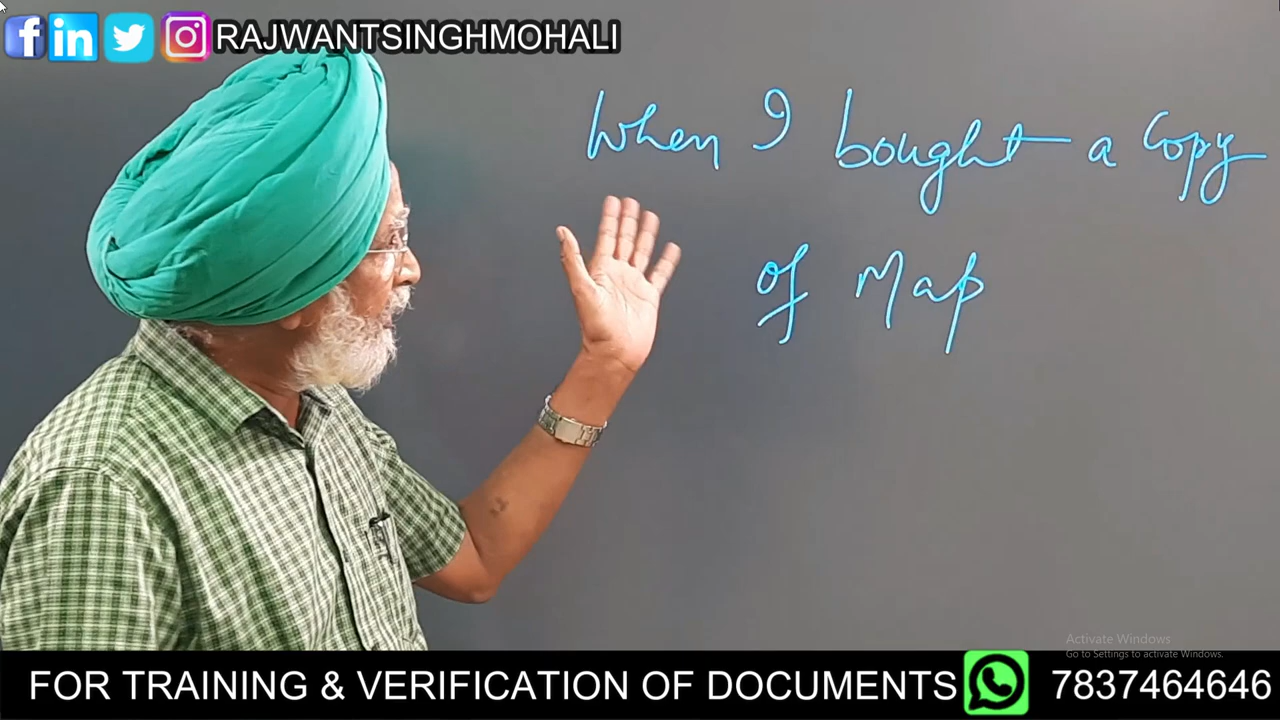 RAJWANTSINGHMOHALI
When I bought a Copy
of Map
Activate Windows
Go to Settings to activate Windows.
FOR TRAINING & VERIFICATION OF DOCUMENTS 7837464646